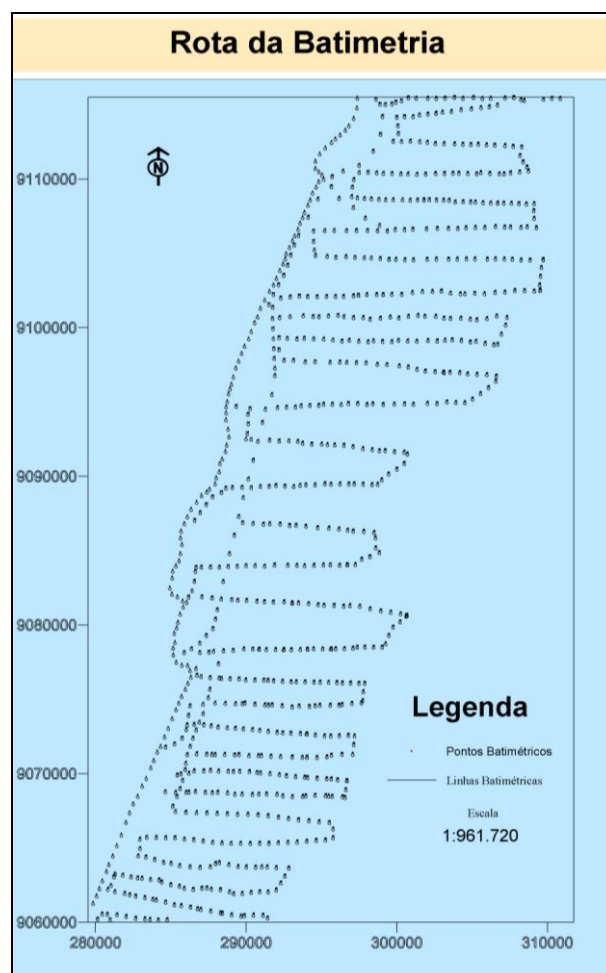 Rota da Batimetria
N
9110000
9100000
9090000
9080000
9070000
9060000
280000
290000
300000
310000
Legenda
Pontos Batimétricos
Linhas Batimétricas
Escala
1:961.720